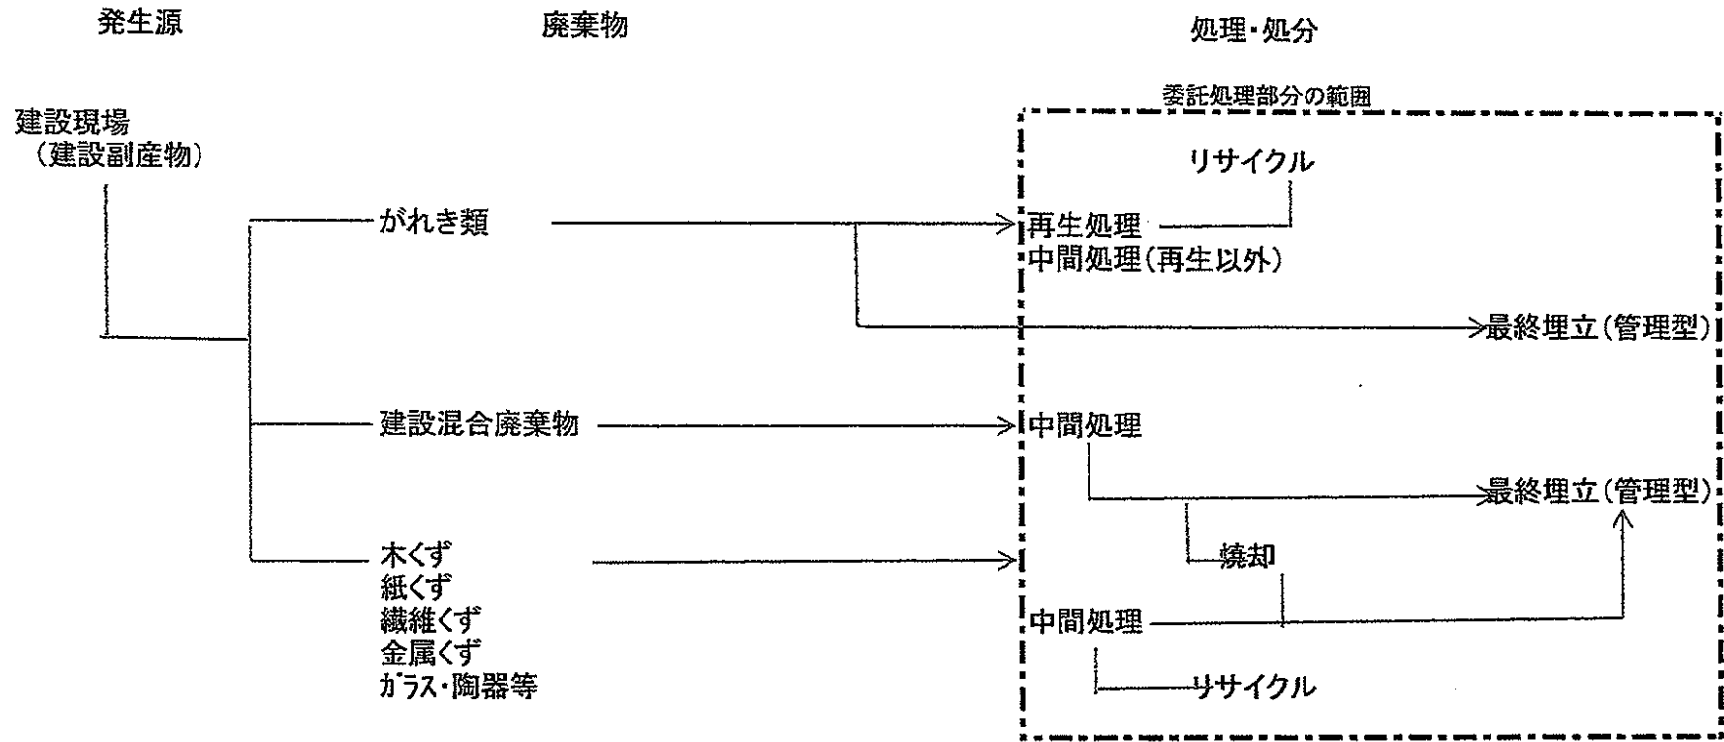 発生源
廃棄物
処理・処分
委託処理部分の範囲
建設現場
（建設副産物）
リサイクル
がれき類
再生処理
中間処理（再生以外）
最終埋立（管理型）
建設混合廃棄物
中間処理
最終埋立（管理型）
木くず
焼却
紙くず
繊維くず
中間処理
金属くず
ｶﾞﾗｽ・陶器等
リサイクル